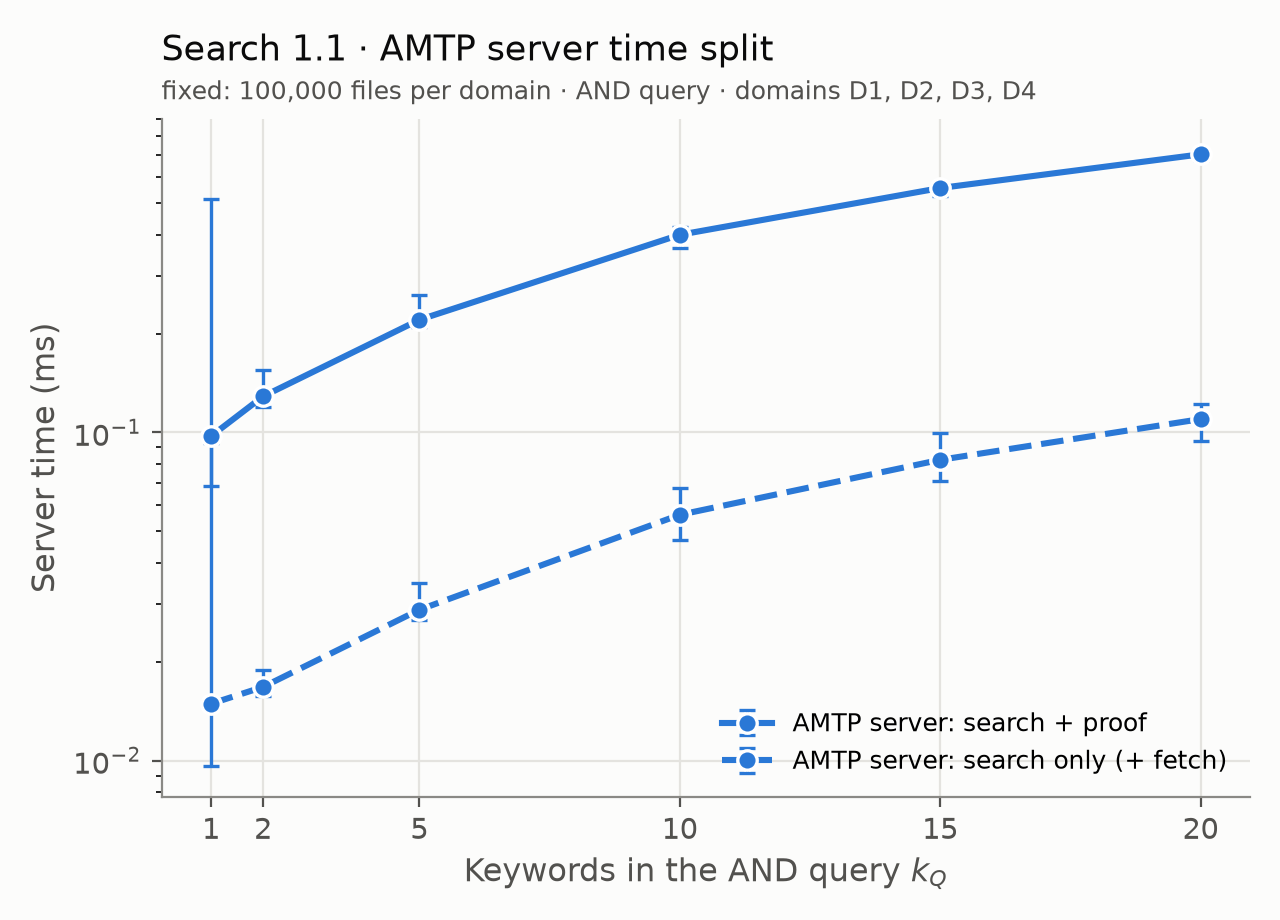 Search 1.1 · AMTP server time split
fixed: 100,000 files per domain · AND query · domains D1, D2, D3, D4
Server time (ms)
10⁻¹
10⁻²
AMTP server: search + proof
AMTP server: search only (+ fetch)
1 2 5 10 15 20
Keywords in the AND query k_Q